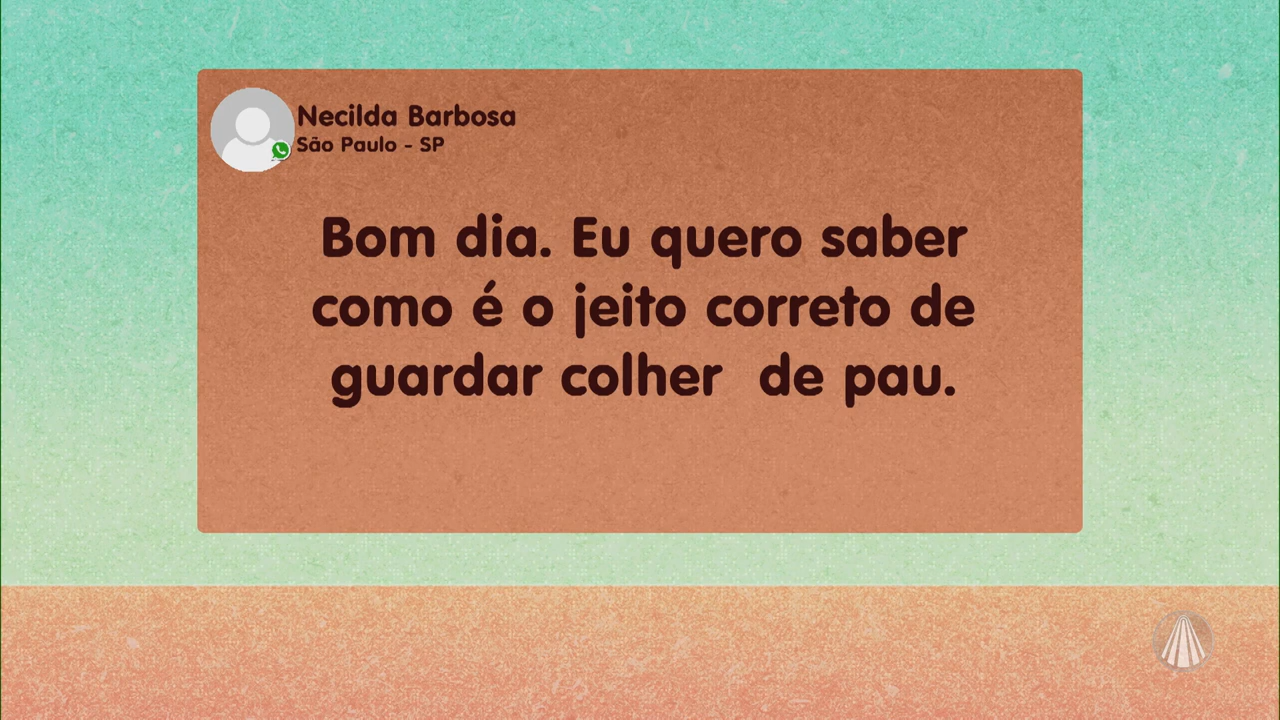 Necilda Barbosa
São Paulo - SP
Bom dia. Eu quero saber
como é o jeito correto de
guardar colher de pau.